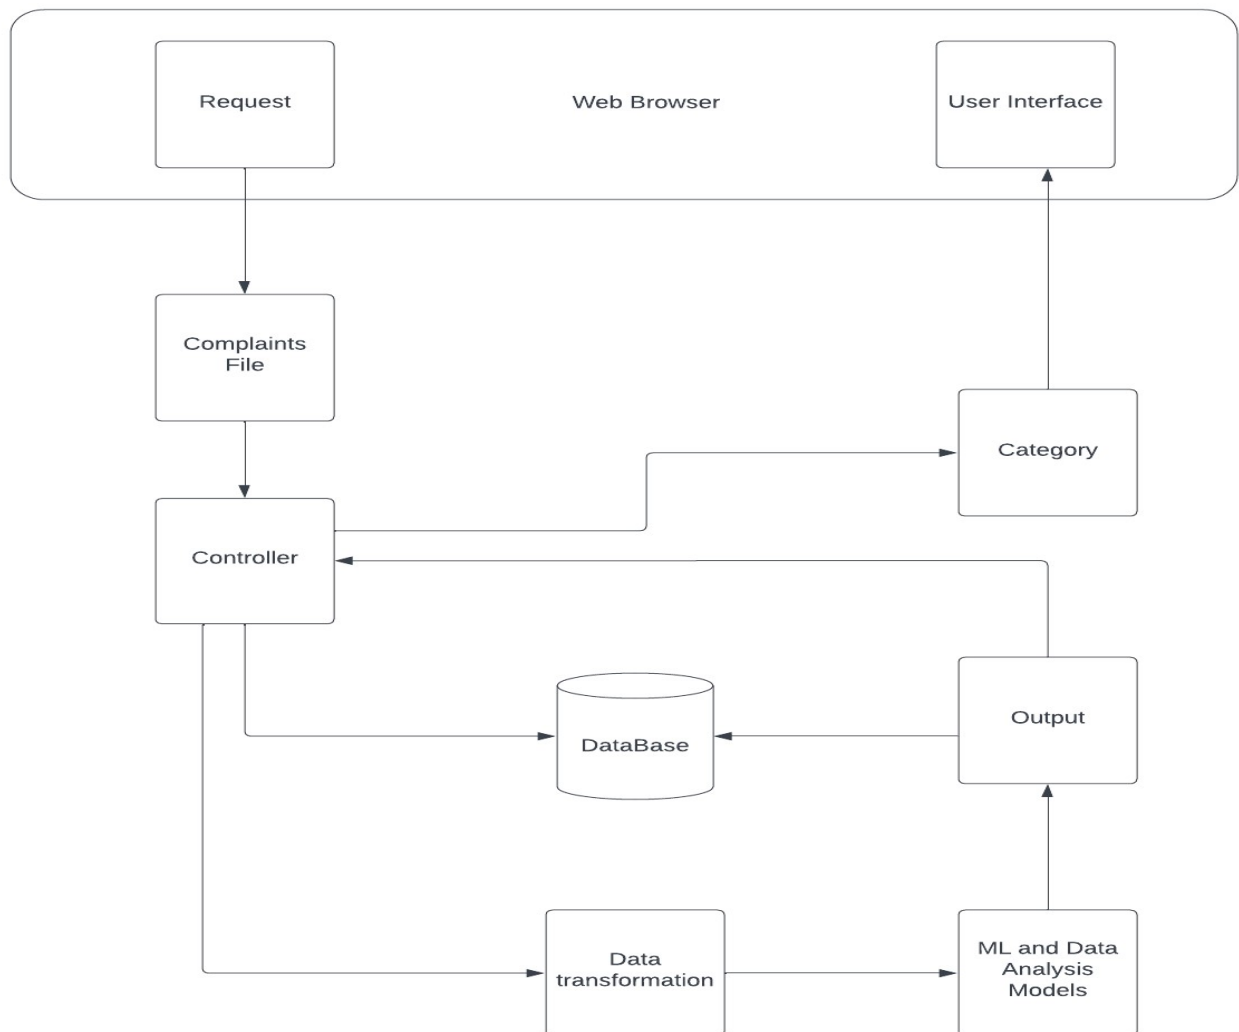 Request
Web Browser
User Interface
Complaints
File
Category
Controller
Output
DataBase
Data
transformation
ML and Data
Analysis
Models